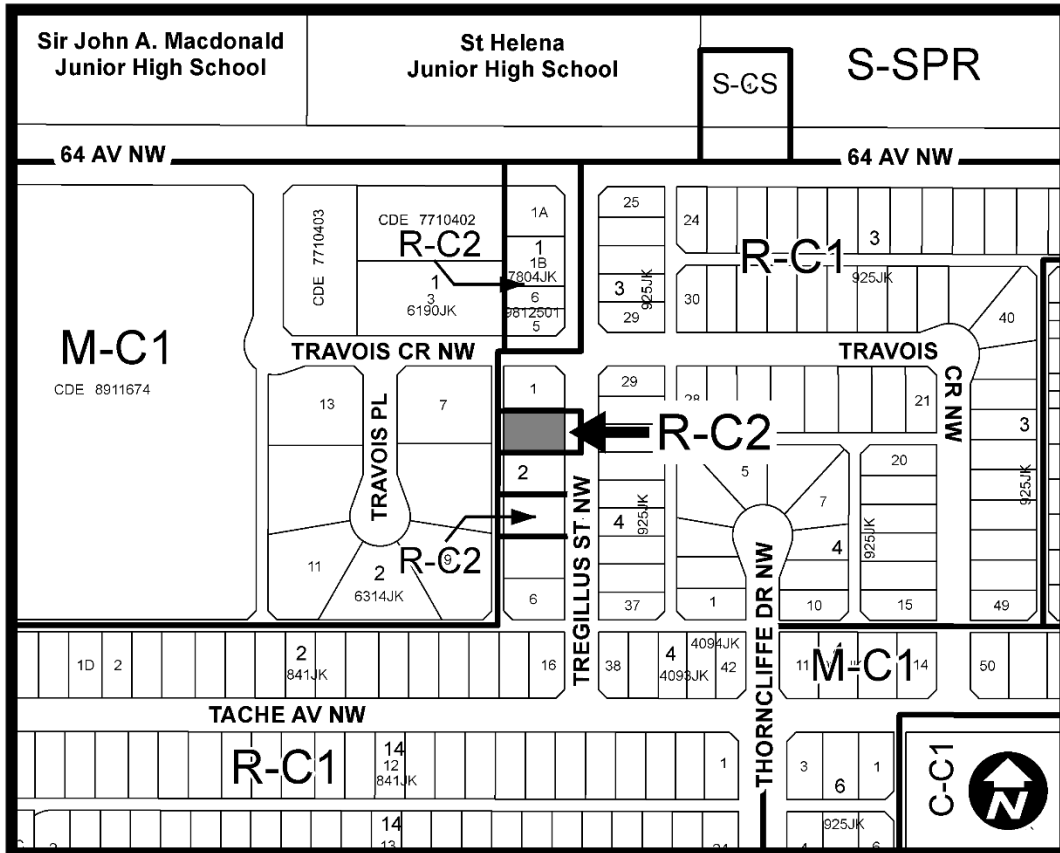 Sir John A. Macdonald
Junior High School
St Helena
Junior High School
S-CS
S-SPR
64 AV NW
64 AV NW
CDE 7710403
CDE 7710402
R-C2
1
3
6190JK
1A
1
1B
7804JK
6
9812501
5
25
3
925JK
29
24
3
R-C1
925JK
30
40
M-C1
CDE 8911674
TRAVOIS CR NW
TRAVOIS
CR NW
13
TRAVOIS PL
7
1
29
28
21
3
925JK
R-C2
2
5
20
7
TREGILLUS ST NW
4
925JK
4
925JK
R-C2
11
2
9
6314JK
6
37
1
THORNCLIFFE DR NW
10
15
49
1D
2
2
841JK
16
38
4
4093JK
4094JK
42
11
M-C1
14
50
TACHE AV NW
R-C1
14
12
841JK
1
3
6
1
C-C1
N
14
13
925JK
4
6